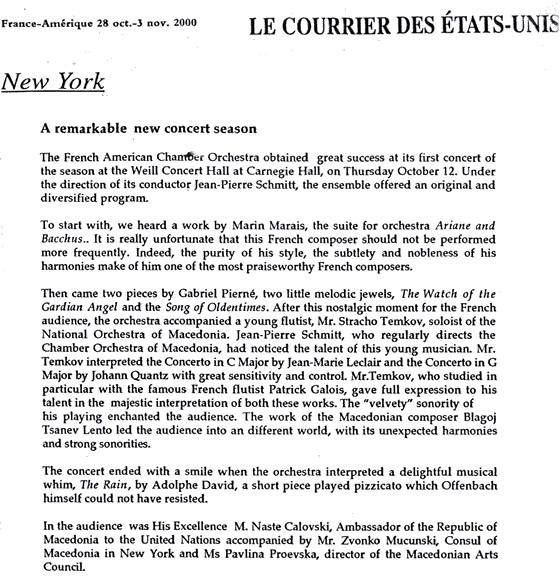 France-Amérique 28 oct.-3 nov. 2000
LE COURRIER DES ÉTATS-UNIS
New York
A remarkable new concert season
The French American Chamber Orchestra obtained great success at its first concert of
the season at the Weill Concert Hall at Carnegie Hall, on Thursday October 12. Under
the direction of its conductor Jean-Pierre Schmitt, the ensemble offered an original and
diversified program.
To start with, we heard a work by Marin Marais, the suite for orchestra Ariane and
Bacchus.. It is really unfortunate that this French composer should not be performed
more frequently. Indeed, the purity of his style, the subtlety and nobleness of his
harmonies make of him one of the most praiseworthy French composers.
Then came two pieces by Gabriel Pierné, two little melodic jewels, The Watch of the
Gardian Angel and the Song of Oldentimes. After this nostalgic moment for the French
audience, the orchestra accompanied a young flutist, Mr. Stracho Temkov, soloist of the
National Orchestra of Macedonia. Jean-Pierre Schmitt, who regularly directs the
Chamber Orchestra of Macedonia, had noticed the talent of this young musician. Mr.
Temkov interpreted the Concerto in C Major by Jean-Marie Leclair and the Concerto in G
Major by Johann Quantz with great sensitivity and control. Mr.Temkov, who studied in
particular with the famous French flutist Patrick Galois, gave full expression to his
talent in the majestic interpretation of both these works. The "velvety" sonority of
his playing enchanted the audience. The work of the Macedonian composer Blagoj
Tsanev Lento led the audience into an different world, with its unexpected harmonies
and strong sonorities.
The concert ended with a smile when the orchestra interpreted a delightful musical
whim, The Rain, by Adolphe David, a short piece played pizzicato which Offenbach
himself could not have resisted.
In the audience was His Excellence M. Naste Calovski, Ambassador of the Republic of
Macedonia to the United Nations accompanied by Mr. Zvonko Mucunski, Consul of
Macedonia in New York and Ms Pavlina Proevska, director of the Macedonian Arts
Council.